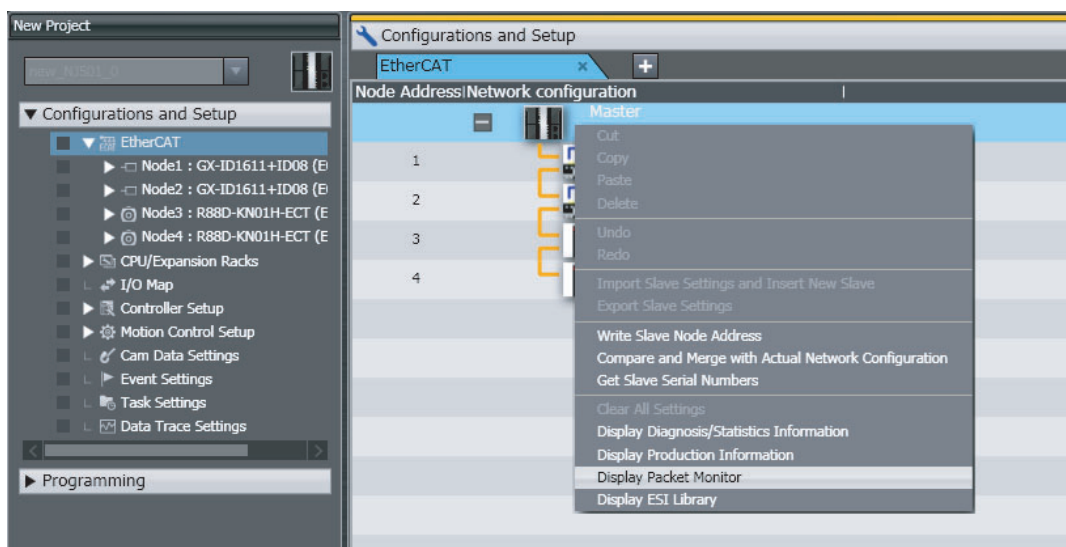 New Project
new_NJ501_0
Configurations and Setup
EtherCAT
Node1 : GX-ID1611+ID08 (E
Node2 : GX-ID1611+ID08 (E
Node3 : R88D-KN01H-ECT (E
Node4 : R88D-KN01H-ECT (E
CPU/Expansion Racks
I/O Map
Controller Setup
Motion Control Setup
Cam Data Settings
Event Settings
Task Settings
Data Trace Settings
Programming
Configurations and Setup
EtherCAT
Node Address|Network configuration
Master
1
2
3
4
Cut
Copy
Paste
Delete
Undo
Redo
Import Slave Settings and Insert New Slave
Export Slave Settings
Write Slave Node Address
Compare and Merge with Actual Network Configuration
Get Slave Serial Numbers
Clear All Settings
Display Diagnosis/Statistics Information
Display Production Information
Display Packet Monitor
Display ESI Library